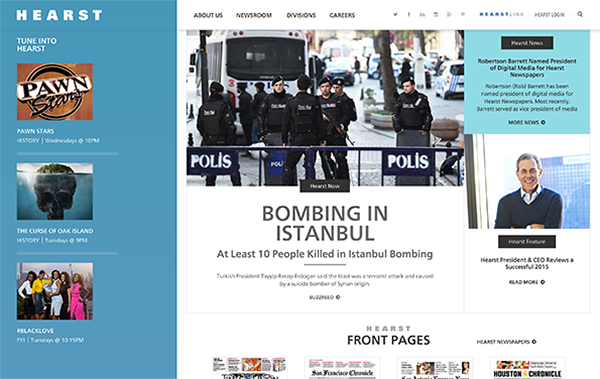 HEARST
TUNE INTO
HEARST
PAWN
Stars
PAWN STARS
HISTORY | Wednesdays @ 10PM
THE CURSE OF OAK ISLAND
HISTORY | Tuesdays @ 9PM
#BLACKLOVE
FYI | Tuesdays @ 10:15PM
ABOUT US NEWSROOM DIVISIONS CAREERS
HEARSTLINK / HEARST LOGIN /
POLİS POLİS POLİS
Hearst Now
BOMBING IN
ISTANBUL
At Least 10 People Killed in Istanbul Bombing
Turkish President Tayyip Recep Erdogan said the blast was a terrorist attack and caused
by a suicide bomber of Syrian origin.
BUZZFEED
Hearst News
Robertson Barrett Named President
of Digital Media for Hearst
Newspapers
Robertson (Rob) Barrett has been
named president of digital media for
Hearst Newspapers. Most recently,
Barrett served as vice president of media
MORE NEWS
Hearst Feature
Hearst President & CEO Reviews a
Successful 2015
READ MORE
HEARST
FRONT PAGES
HEARST NEWSPAPERS
San Francisco Chronicle
HOUSTON CHRONICLE